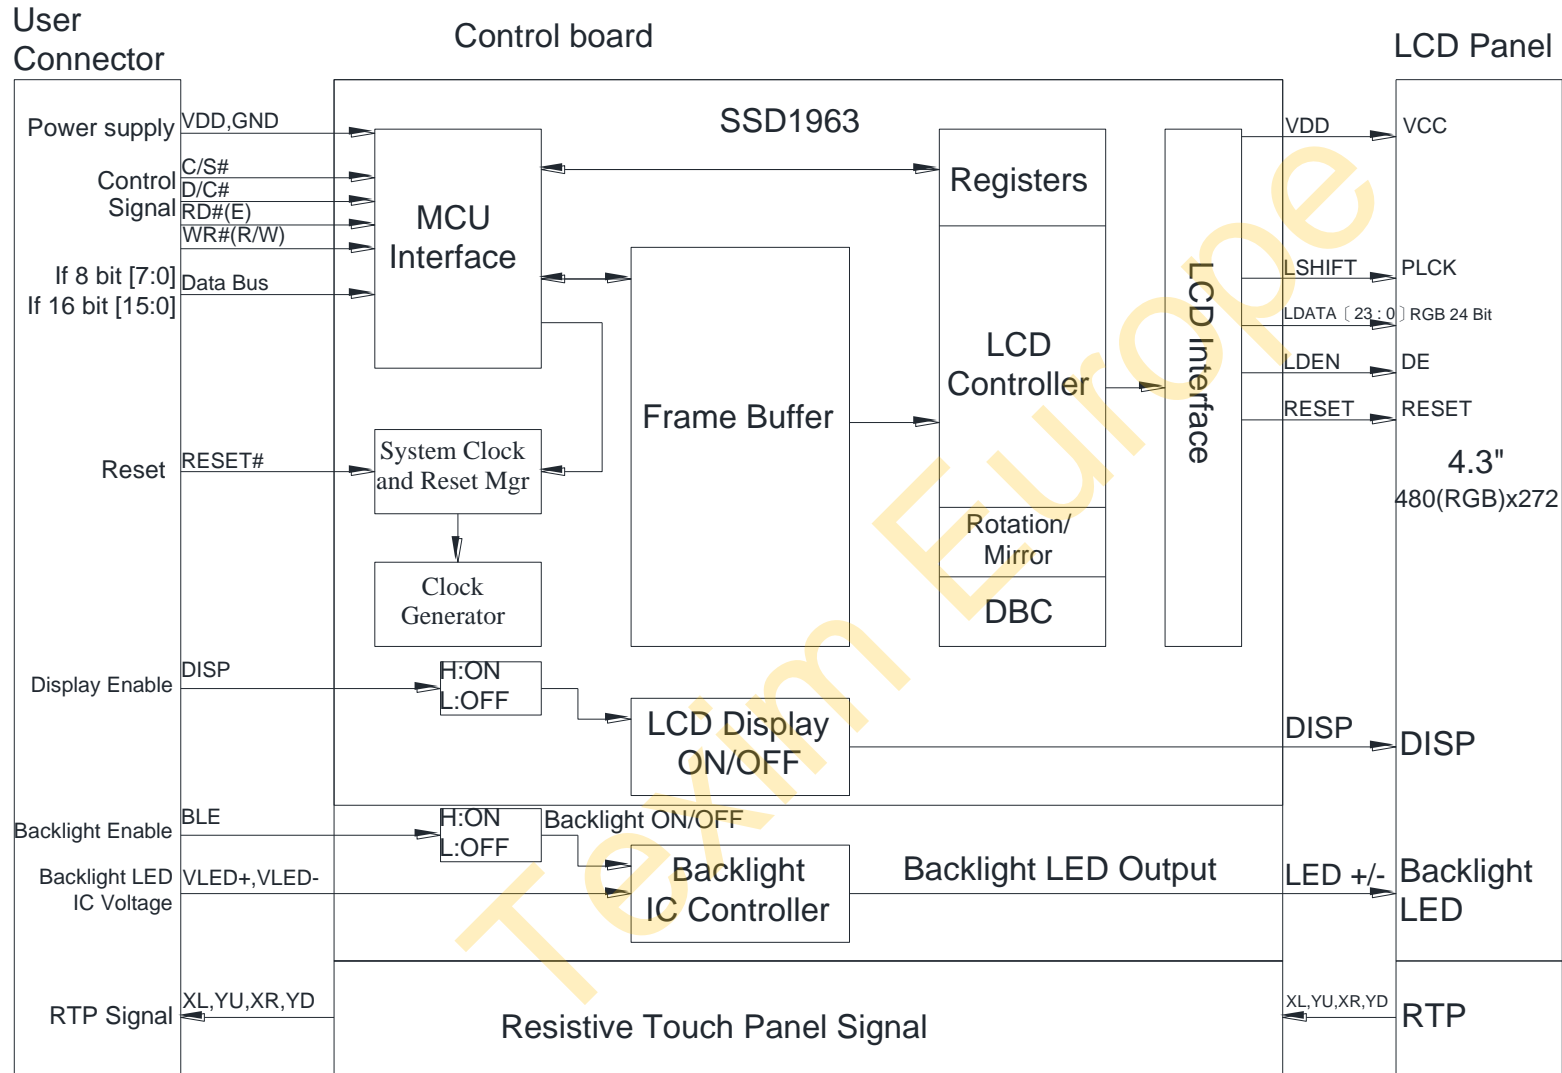 User
Connector
Control board
LCD Panel
Power supply
VDD,GND
Control
Signal
C/S#
D/C#
RD#(E)
WR#(R/W)
If 8 bit [7:0]
If 16 bit [15:0]
Data Bus
Reset
RESET#
Display Enable
DISP
Backlight Enable
BLE
Backlight LED
IC Voltage
VLED+,VLED-
RTP Signal
XL,YU,XR,YD
SSD1963
MCU
Interface
System Clock
and Reset Mgr
Clock
Generator
H:ON
L:OFF
H:ON
L:OFF
Backlight ON/OFF
Frame Buffer
LCD Display
ON/OFF
Backlight
IC Controller
Backlight LED Output
Registers
LCD
Controller
Rotation/
Mirror
DBC
LCD Interface
Resistive Touch Panel Signal
VDD
VCC
LSHIFT
PLCK
LDATA〔23:0〕RGB 24 Bit
LDEN
DE
RESET
RESET
4.3"
480(RGB)x272
DISP
DISP
LED +/-
Backlight
LED
XL,YU,XR,YD
RTP
Texim Europe